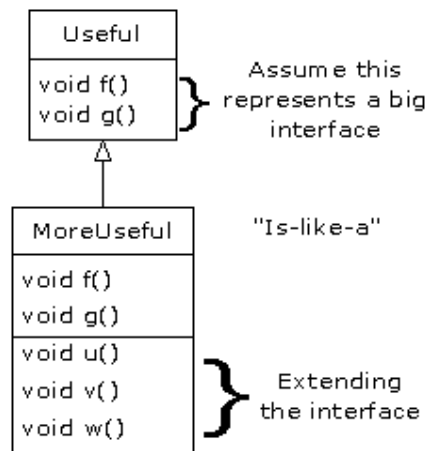 Useful
void f()
void g()
Assume this
represents a big
interface
MoreUseful
"Is-like-a"
void f()
void g()
void u()
void v()
void w()
Extending
the interface